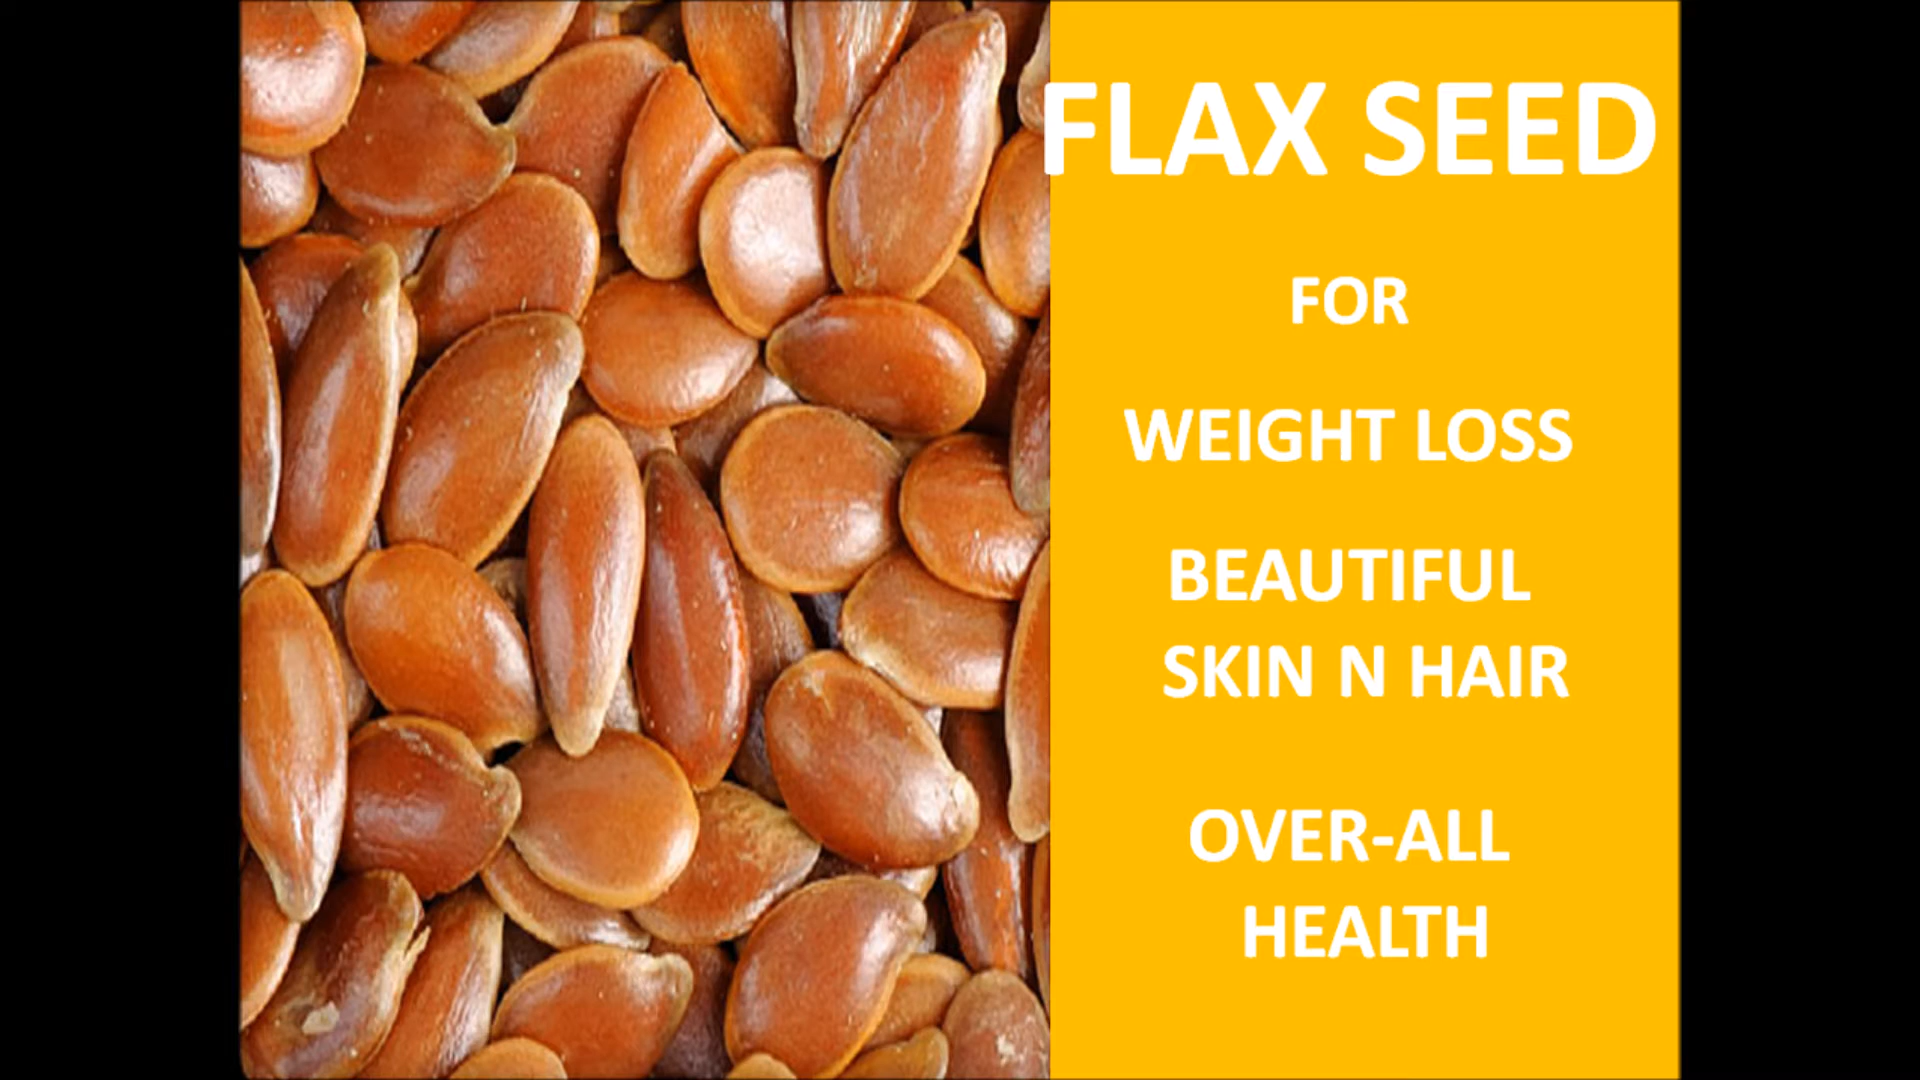 FLAX SEED
FOR
WEIGHT LOSS
BEAUTIFUL
SKIN N HAIR
OVER-ALL
HEALTH